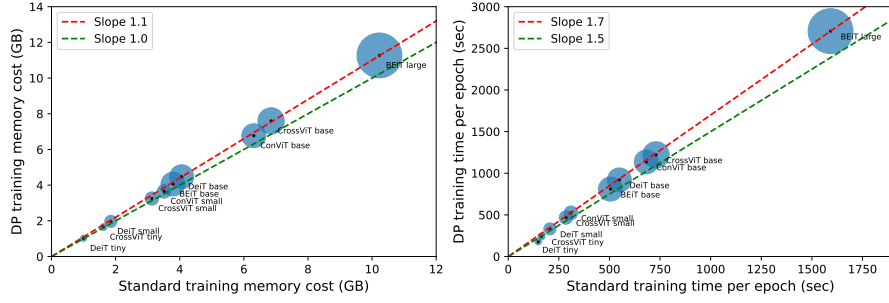 14
12
10
8
6
4
2
0
DP training memory cost (GB)
Slope 1.1
Slope 1.0
BEiT large
CrossViT base
ConViT base
DeiT base
BEiT base
ConViT small
CrossViT small
DeiT small
CrossViT tiny
DeiT tiny
0 2 4 6 8 10 12
Standard training memory cost (GB)
3000
2500
2000
1500
1000
500
0
DP training time per epoch (sec)
Slope 1.7
Slope 1.5
BEiT large
CrossViT base
ConViT base
DeiT base
BEiT base
ConViT small
CrossViT small
DeiT small
CrossViT tiny
DeiT tiny
0 250 500 750 1000 1250 1500 1750
Standard training time per epoch (sec)